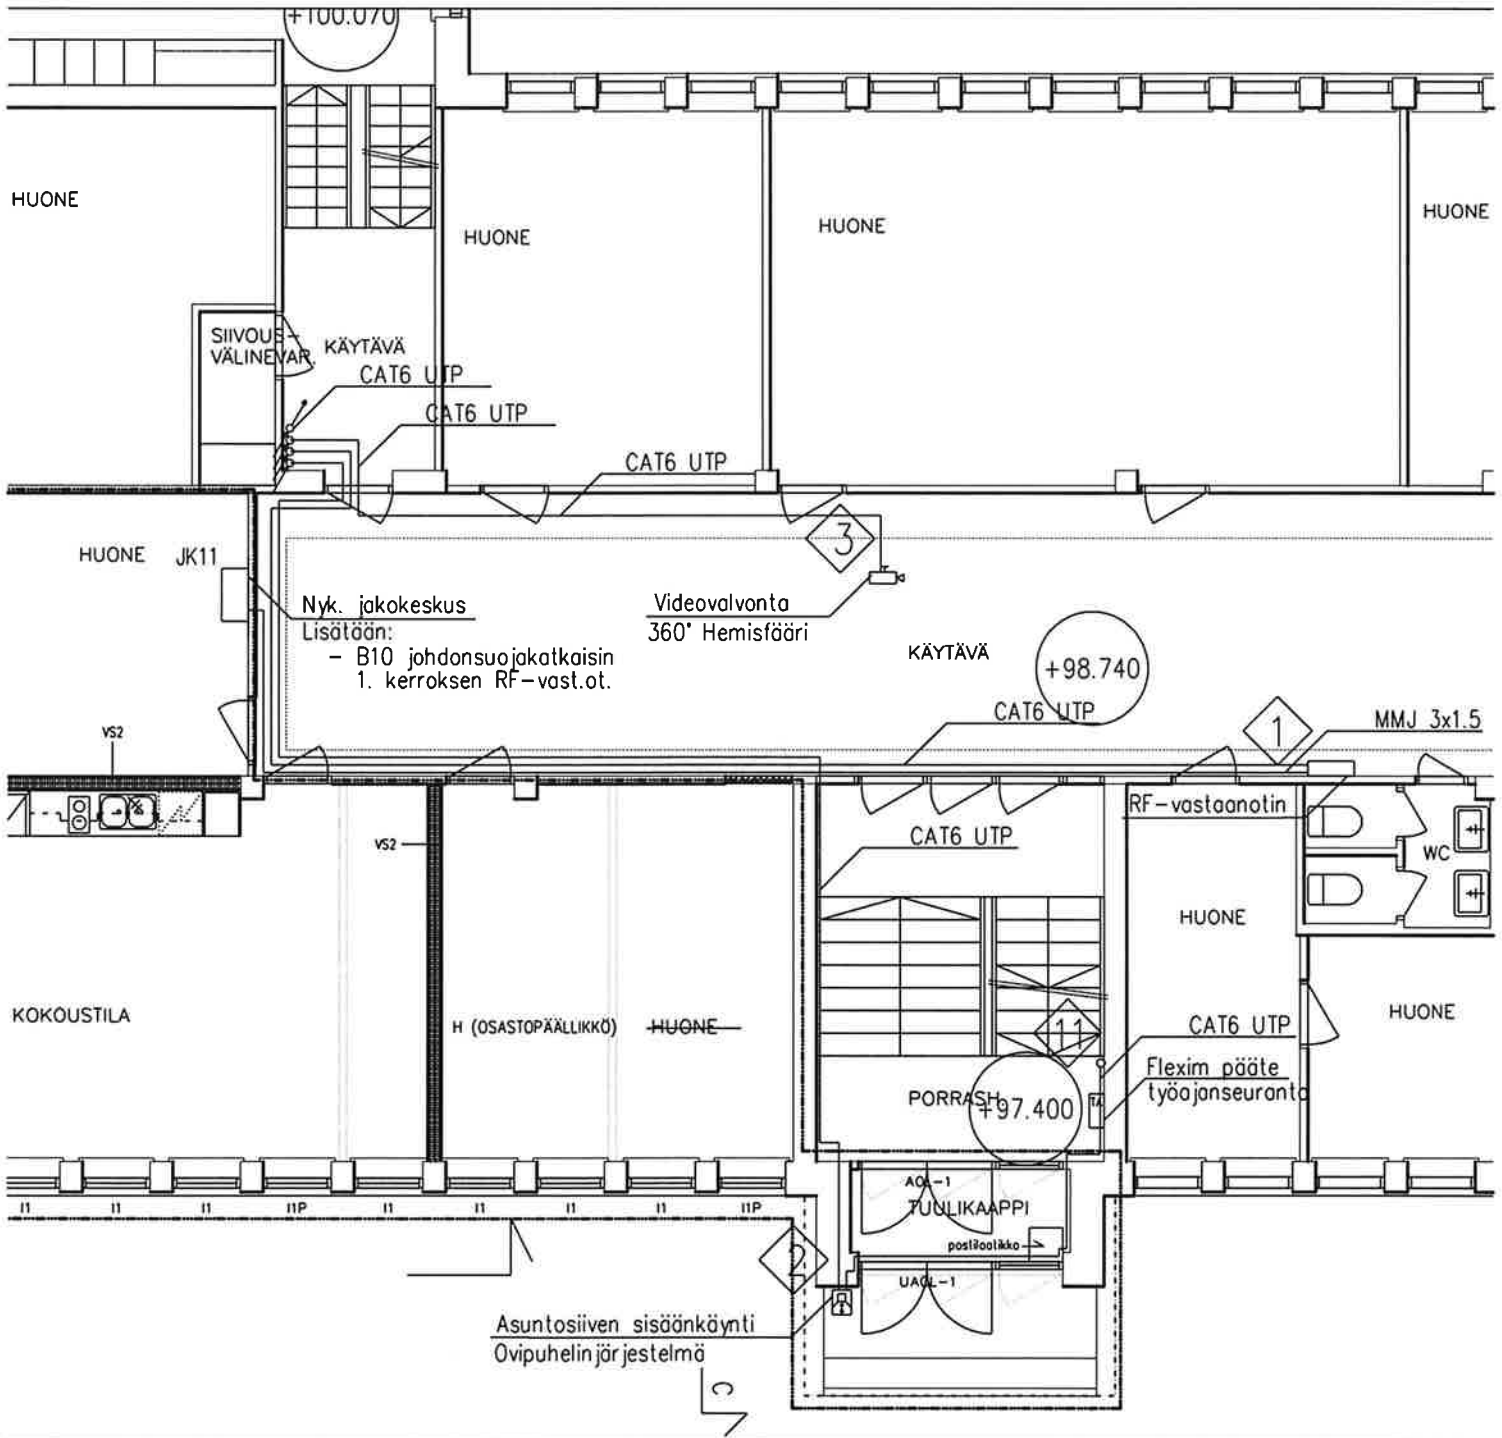 +100.070
HUONE
HUONE
HUONE
HUONE
SIIVOUS-
VÄLINEVAR.
KÄYTÄVÄ
CAT6 UTP
CAT6 UTP
CAT6 UTP
3
HUONE
JK11
Nyk. jakokeskus
Lisätään:
- B10 johdonsuojakatkaisin
1. kerroksen RF-vast.ot.
Videovalvonta
360° Hemisfääri
KÄYTÄVÄ
+98.740
CAT6 UTP
1
MMJ 3x1.5
VS2
RF-vastaanotin
VS2
CAT6 UTP
WC
HUONE
KOKOUSTILA
H (OSASTOPÄÄLLIKKÖ)
HUONE
HUONE
11
CAT6 UTP
Flexim pääte
työajanseuranta
PORRASH.
+97.400
TA
AOL-1
TUULIKAAPPI
postilaatikko
I1
I1
I1
I1P
I1
I1
I1
I1
I1P
2
UAOL-1
Asuntosiiven sisäänkäynti
Ovipuhelinjärjestelmä
C